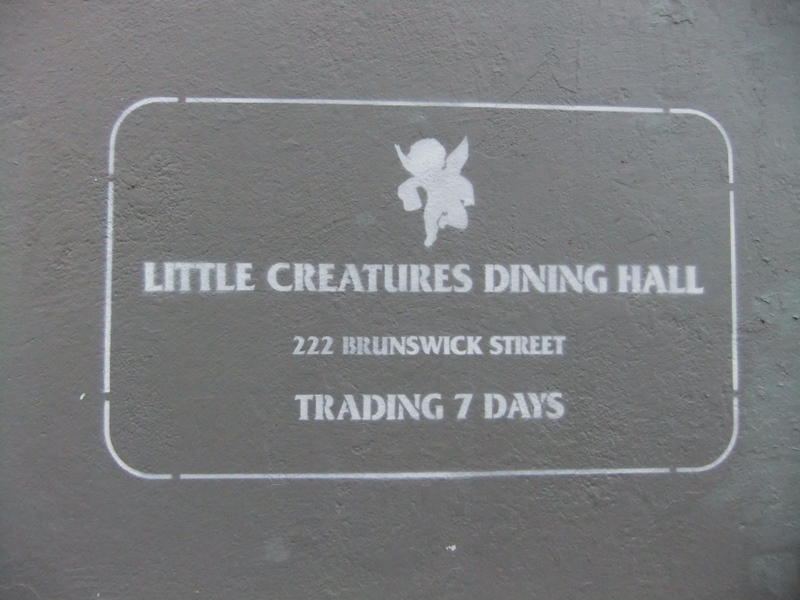 LITTLE CREATURES DINING HALL
222 BRUNSWICK STREET
TRADING 7 DAYS